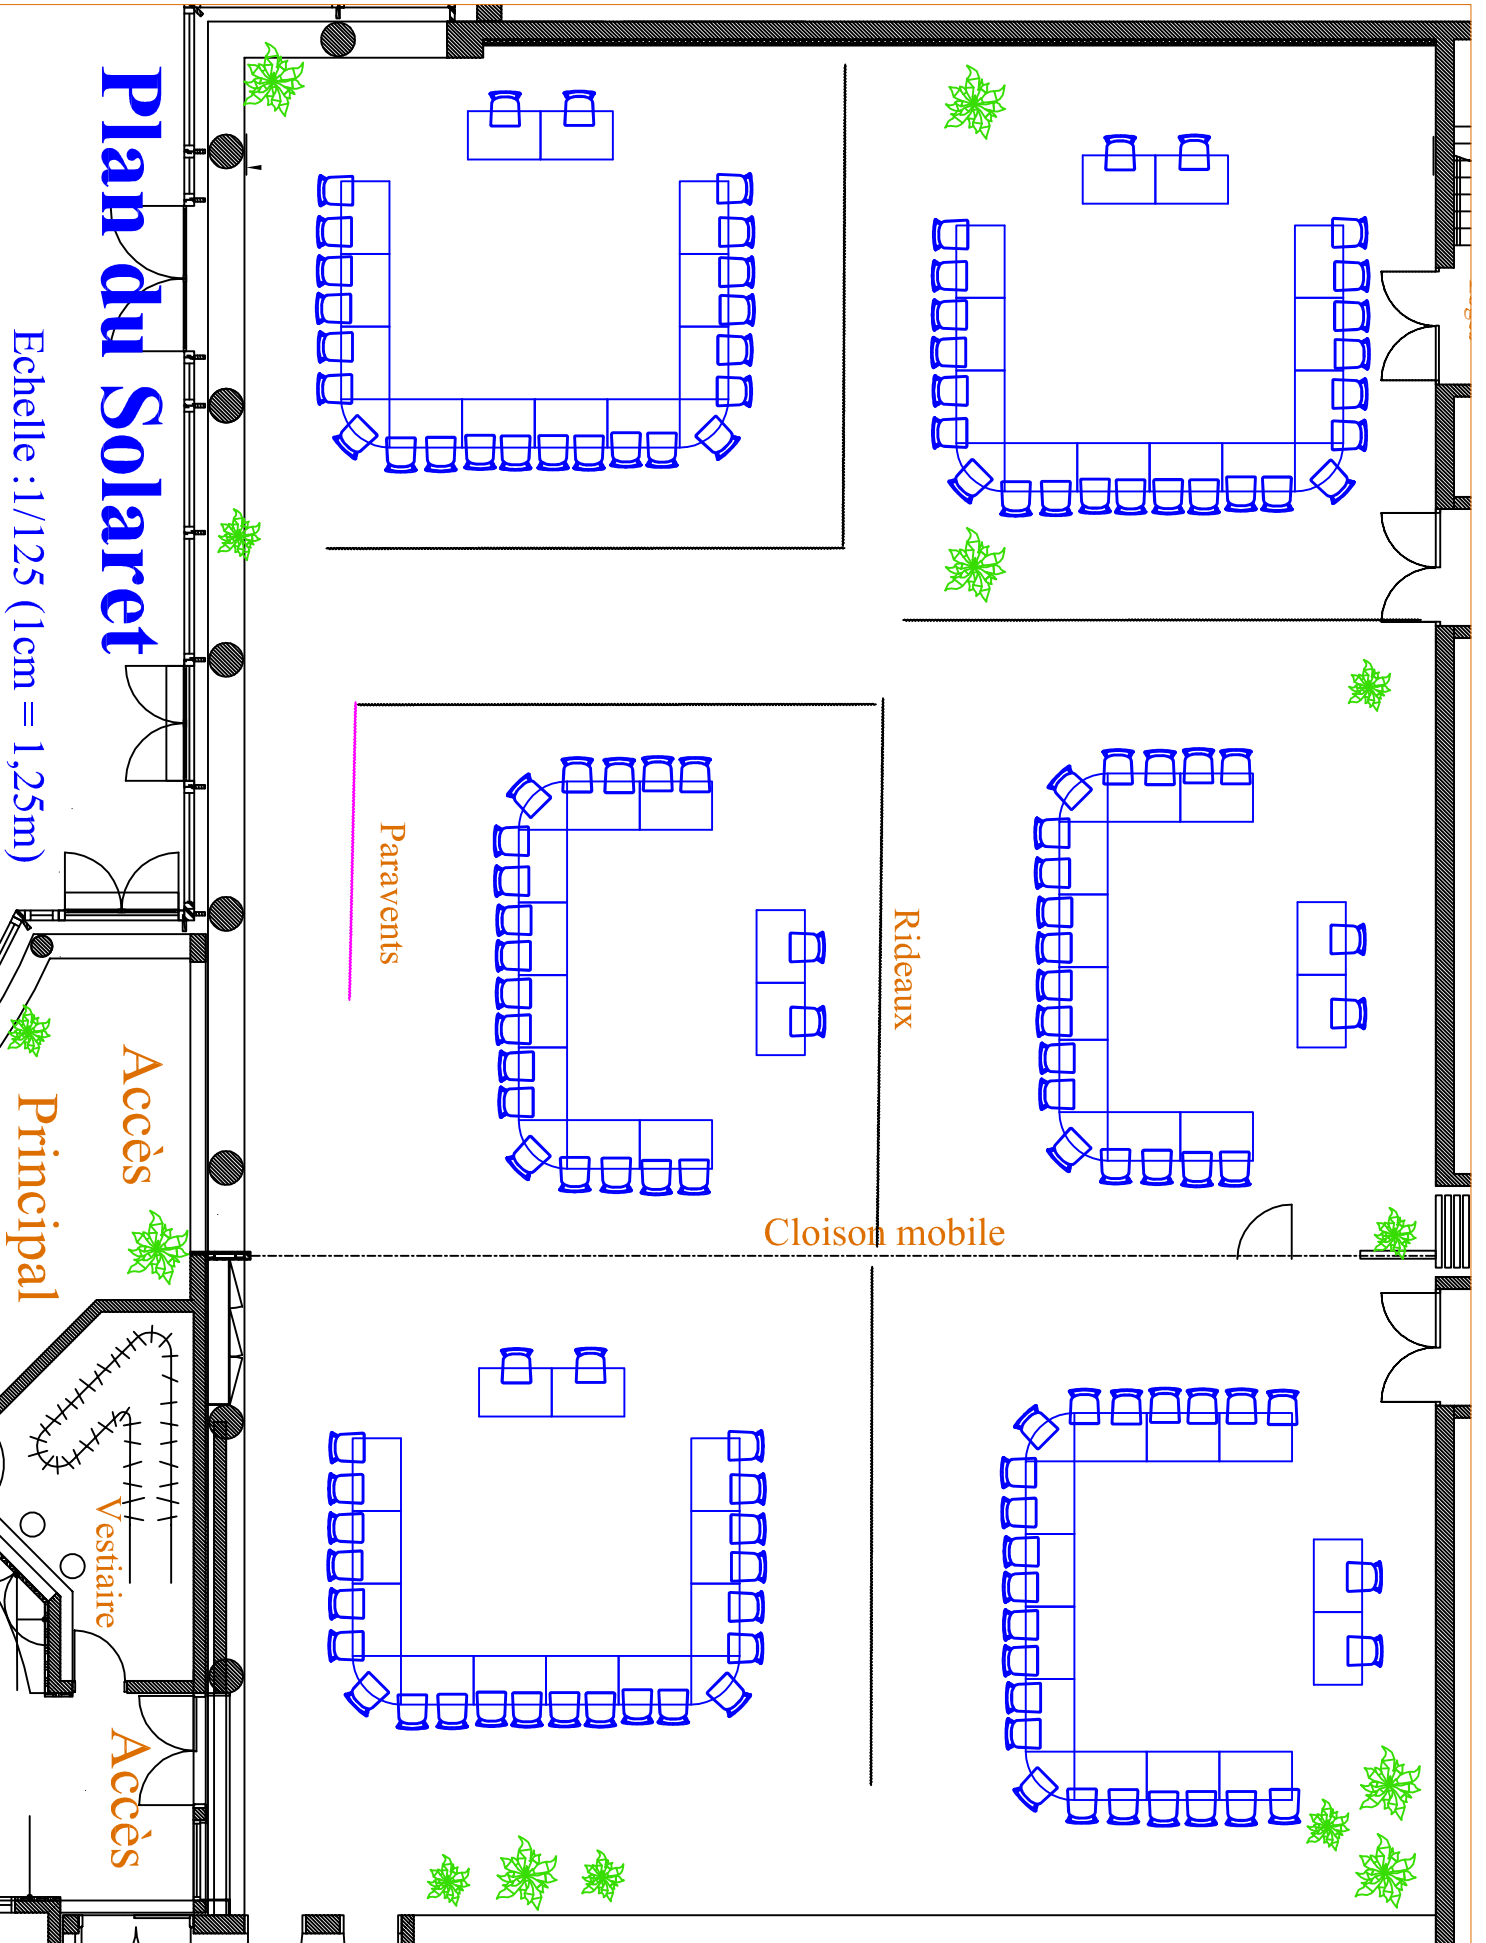 Plan du Solaret
Echelle :1/125 (1cm = 1,25m)
Paravents
Rideaux
Cloison mobile
Accès
Principal
Vestiaire
Accès